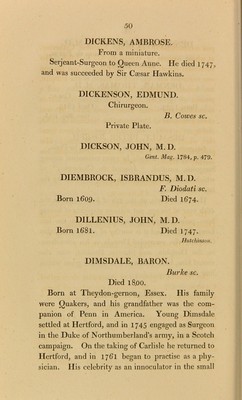 50
DICKENS, AMBROSE.
From a miniature.
Serjeant-Surgeon to Queen Anne. He died 1747,
and was succeeded by Sir Cæsar Hawkins.
DICKENSON, EDMUND.
Chirurgeon.
B. Cowes sc.
Private Plate.
DICKSON, JOHN, M. D.
Gent. Mag. 1784, p. 479.
DIEMBROCK, ISBRANDUS, M. D.
F. Diodati sc.
Born 1609. Died 1674.
DILLENIUS, JOHN, M. D.
Born 1681. Died 1747.
Hutchinson.
DIMSDALE, BARON.
Burke sc.
Died 1800.
Born at Theydon-gernon, Essex. His family
were Quakers, and his grandfather was the com-
panion of Penn in America. Young Dimsdale
settled at Hertford, and in 1745 engaged as Surgeon
in the Duke of Northumberland's army, in a Scotch
campaign. On the taking of Carlisle he returned to
Hertford, and in 1761 began to practise as a phy-
sician. His celebrity as an innoculator in the small